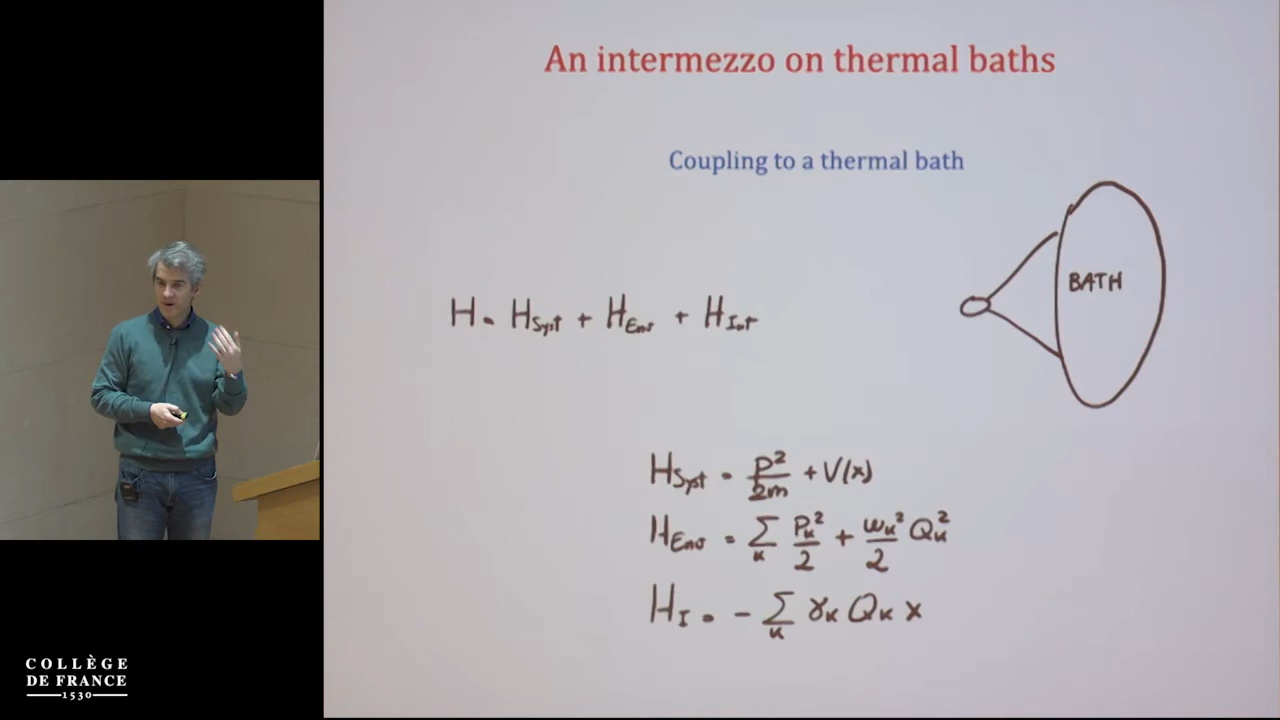 An intermezzo on thermal baths
Coupling to a thermal bath
BATH
H = H_Syst + H_Env + H_Int
H_Syst = P²/2m + V(x)
H_Env = Σ_k P_k²/2 + ω_k²/2 Q_k²
H_I = - Σ_k γ_k Q_k x
COLLÈGE
DE FRANCE
1530